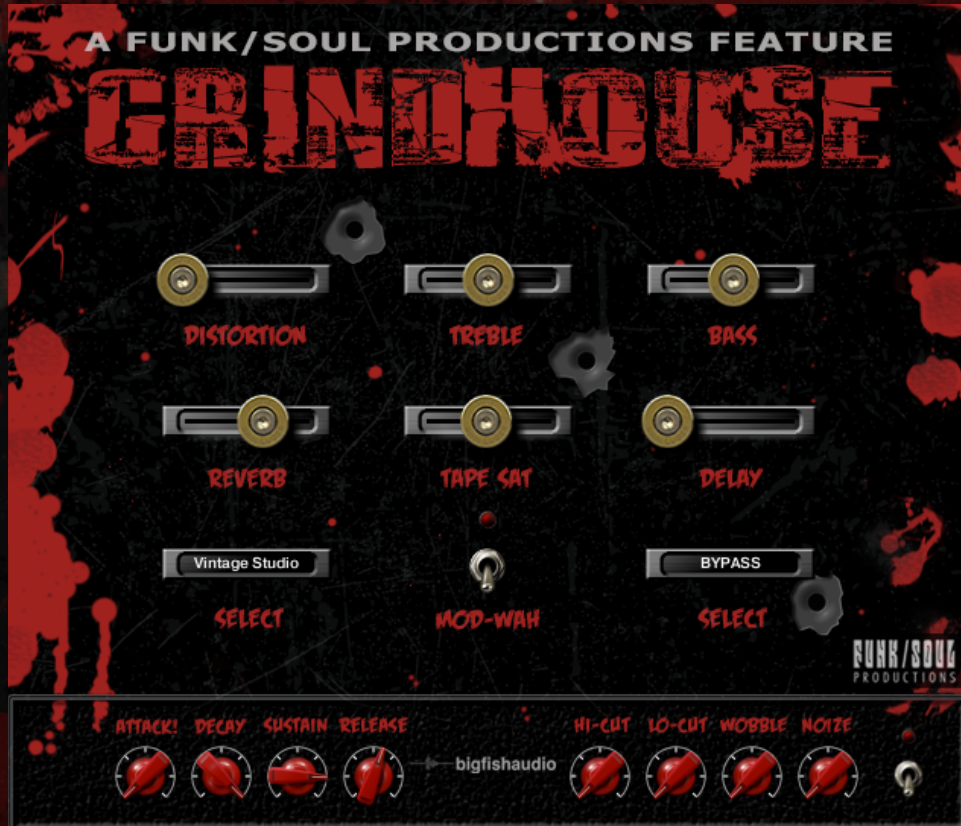 A FUNK/SOUL PRODUCTIONS FEATURE
GRINDHOUSE
DISTORTION TREBLE BASS
REVERB TAPE SAT DELAY
Vintage Studio BYPASS
SELECT MOD-WAH SELECT
FUNK/SOUL
PRODUCTIONS
ATTACK! DECAY SUSTAIN RELEASE HI-CUT LO-CUT WOBBLE NOIZE
bigfishaudio